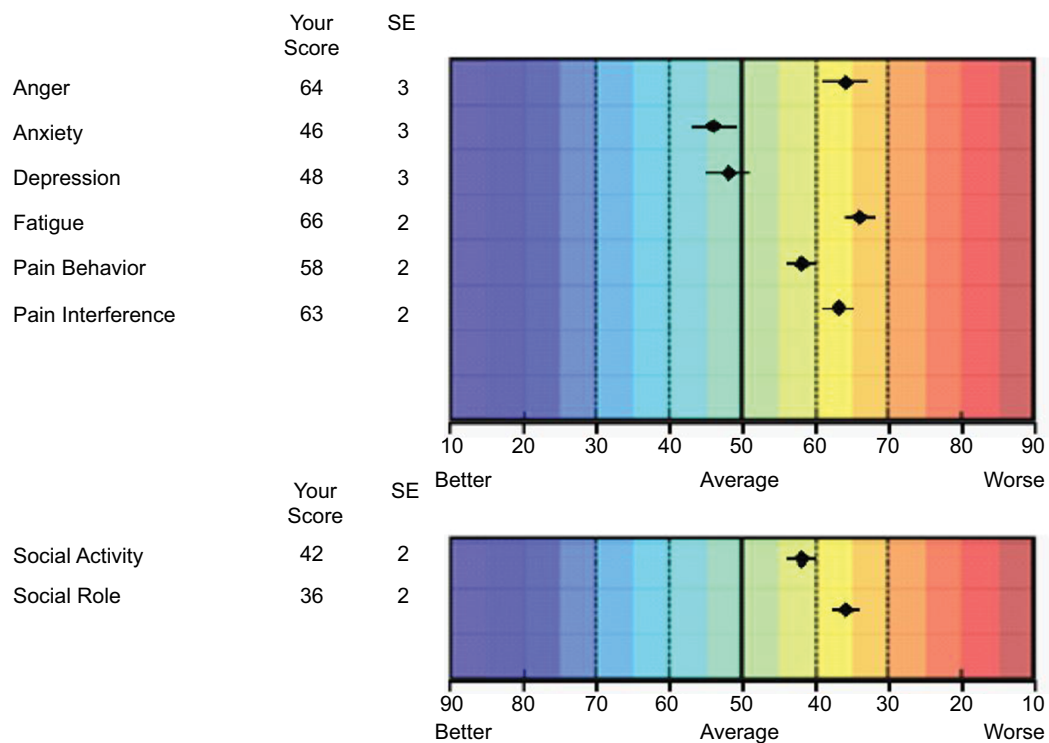 Your Score SE
Anger 64 3
Anxiety 46 3
Depression 48 3
Fatigue 66 2
Pain Behavior 58 2
Pain Interference 63 2
10 20 30 40 50 60 70 80 90
Better Average Worse
Your Score SE
Social Activity 42 2
Social Role 36 2
90 80 70 60 50 40 30 20 10
Better Average Worse